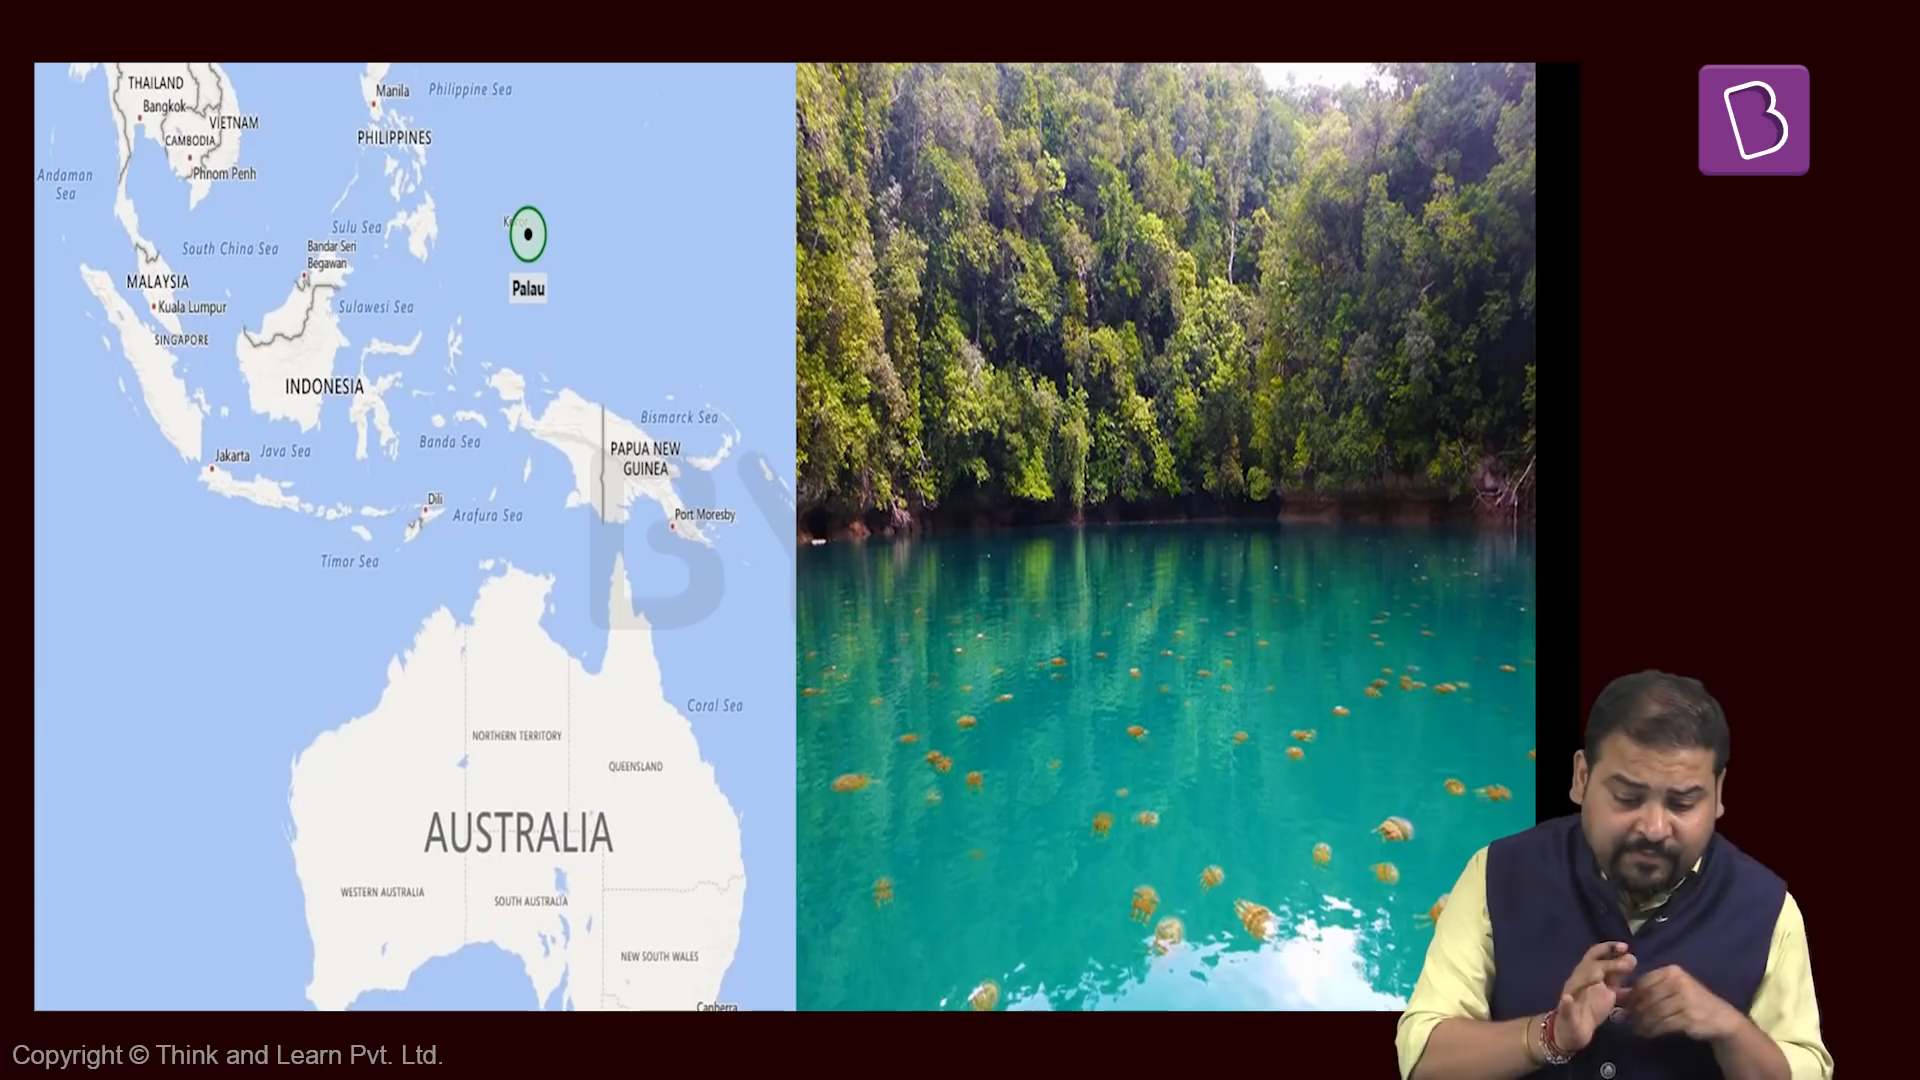 THAILAND
Bangkok
VIETNAM
CAMBODIA
Phnom Penh
Andaman
Sea
Manila
Philippine Sea
PHILIPPINES
South China Sea
Sulu Sea
Bandar Seri
Begawan
MALAYSIA
Kuala Lumpur
SINGAPORE
Sulawesi Sea
Palau
INDONESIA
Bismarck Sea
Banda Sea
PAPUA NEW
GUINEA
Jakarta
Java Sea
Dili
Arafura Sea
Port Moresby
Timor Sea
Coral Sea
NORTHERN TERRITORY
QUEENSLAND
AUSTRALIA
WESTERN AUSTRALIA
SOUTH AUSTRALIA
NEW SOUTH WALES
Canberra
B
Copyright © Think and Learn Pvt. Ltd.